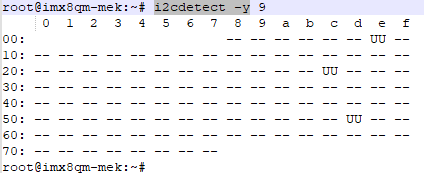 root@imx8qm-mek:~# i2cdetect -y 9
     0  1  2  3  4  5  6  7  8  9  a  b  c  d  e  f
00:                         -- -- -- -- -- -- UU --
10: -- -- -- -- -- -- -- -- -- -- -- -- -- -- -- --
20: -- -- -- -- -- -- -- -- -- -- -- -- UU -- -- --
30: -- -- -- -- -- -- -- -- -- -- -- -- -- -- -- --
40: -- -- -- -- -- -- -- -- -- -- -- -- -- -- -- --
50: -- -- -- -- -- -- -- -- -- -- -- -- -- UU -- --
60: -- -- -- -- -- -- -- -- -- -- -- -- -- -- -- --
70: -- -- -- -- -- -- -- --
root@imx8qm-mek:~#